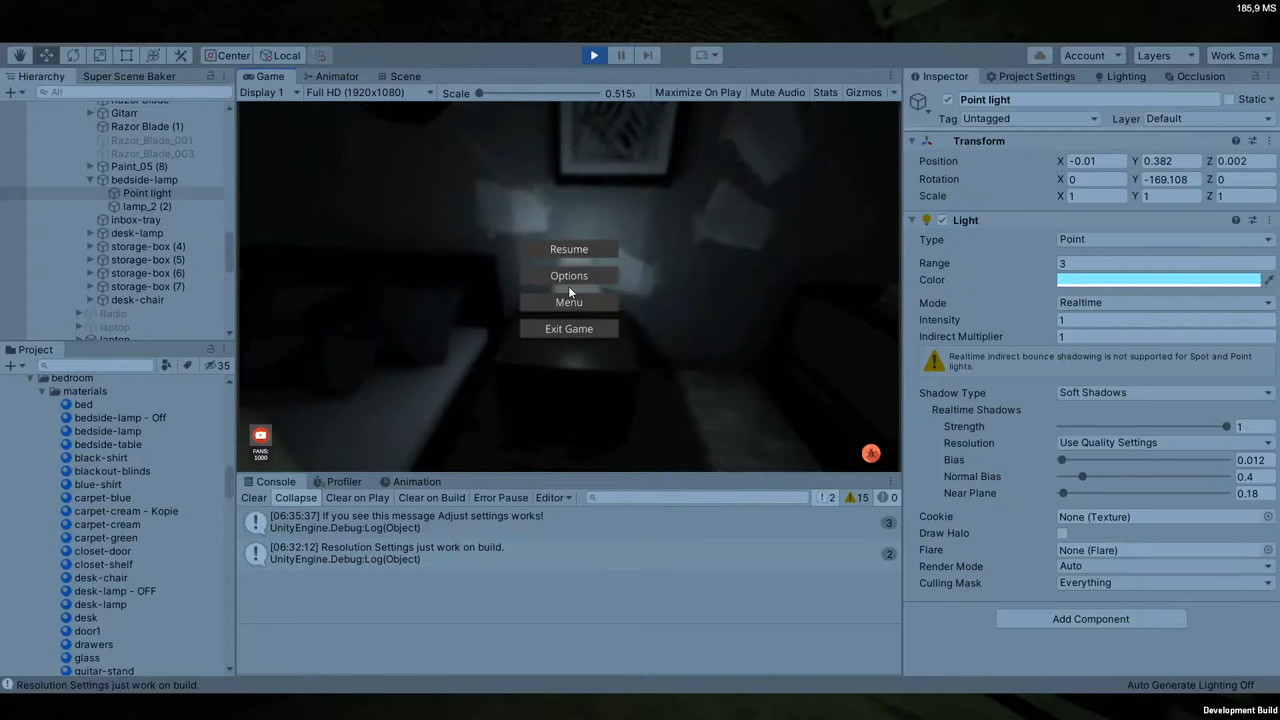 185,9 MS
Center Local Account Layers Work Sma
Hierarchy Super Scene Baker Game Animator Scene Inspector Project Settings Lighting Occlusion
All Display 1 Full HD (1920x1080) Scale 0.515x Maximize On Play Mute Audio Stats Gizmos
Point light Static
Tag Untagged Layer Default
Gitarr
Razor Blade (1)
Razor_Blade_001
Razor_Blade_003
Paint_05 (8)
bedside-lamp
Point light
lamp_2 (2)
inbox-tray
desk-lamp
storage-box (4)
storage-box (5)
storage-box (6)
storage-box (7)
desk-chair
Radio
laptop
Project
35
bedroom
materials
bed
bedside-lamp - Off
bedside-lamp
bedside-table
black-shirt
blackout-blinds
blue-shirt
carpet-blue
carpet-cream - Kopie
carpet-cream
carpet-green
closet-door
closet-shelf
desk-chair
desk-lamp - OFF
desk-lamp
desk
door1
drawers
glass
guitar-stand
Resume
Options
Menu
Exit Game
FANS:
1000
Console Profiler Animation
Clear Collapse Clear on Play Clear on Build Error Pause Editor 2 15 0
[06:35:37] If you see this message Adjust settings works!
UnityEngine.Debug:Log(Object)
3
[06:32:12] Resolution Settings just work on build.
UnityEngine.Debug:Log(Object)
2
Transform
Position X -0.01 Y 0.382 Z 0.002
Rotation X 0 Y -169.108 Z 0
Scale X 1 Y 1 Z 1
Light
Type Point
Range 3
Color
Mode Realtime
Intensity 1
Indirect Multiplier 1
Realtime indirect bounce shadowing is not supported for Spot and Point
lights.
Shadow Type Soft Shadows
Realtime Shadows
Strength 1
Resolution Use Quality Settings
Bias 0.012
Normal Bias 0.4
Near Plane 0.18
Cookie None (Texture)
Draw Halo
Flare None (Flare)
Render Mode Auto
Culling Mask Everything
Add Component
Resolution Settings just work on build. Auto Generate Lighting Off
Development Build